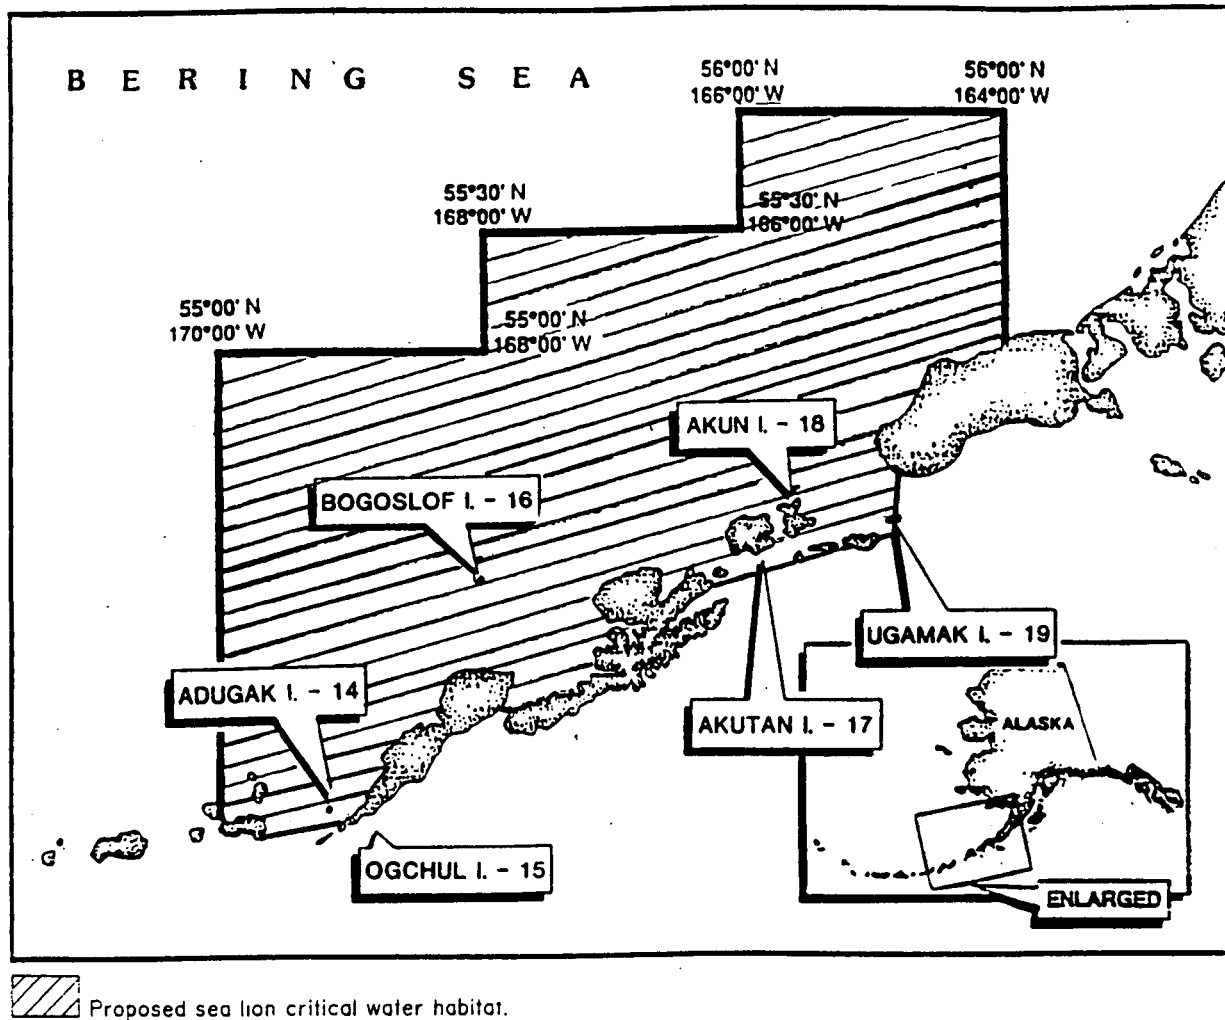 BERING SEA
56°00' N
166°00' W
56°00' N
164°00' W
55°30' N
168°00' W
55°30' N
166°00' W
55°00' N
170°00' W
55°00' N
168°00' W
AKUN I. - 18
BOGOSLOF I. - 16
UGAMAK I. - 19
ADUGAK I. - 14
AKUTAN I. - 17
ALASKA
OGCHUL I. - 15
ENLARGED
Proposed sea lion critical water habitat.